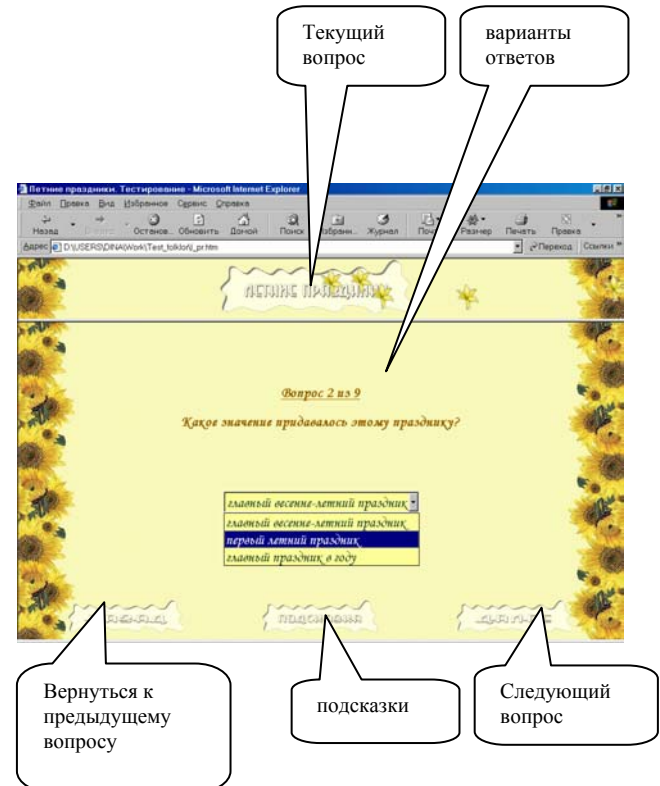 Текущий
вопрос
варианты
ответов
Летние праздники. Тестирование - Microsoft Internet Explorer
Файл Правка Вид Избранное Сервис Справка
Назад Останов... Обновить Домой Поиск Избранн... Журнал Размер Печать Правка
Адрес
Переход Ссылки »
ЛЕТНИЕ ПРАЗДНИКИ
Вопрос 2 из 9
Какое значение придавалось этому празднику?
главный весенне-летний праздник
главный весенне-летний праздник
первый летний праздник
главный праздник в году
Вернуться к
предыдущему
вопросу
подсказки
Следующий
вопрос